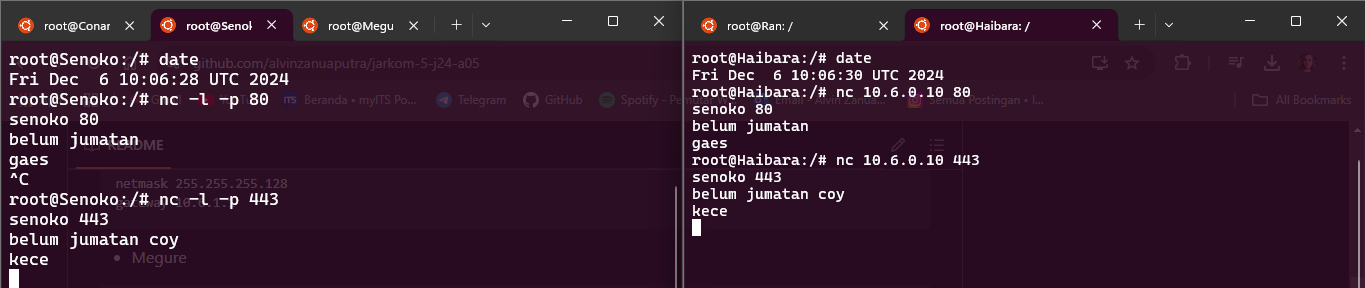 root@Conar
root@Senok
root@Megu
root@Senoko:/# date
Fri Dec  6 10:06:28 UTC 2024
root@Senoko:/# nc -l -p 80
senoko 80
belum jumatan
gaes
^C
root@Senoko:/# nc -l -p 443
senoko 443
belum jumatan coy
kece
github.com/alvinzanuaputra/jarkom-5-j24-a05
Beranda • myITS Po...
Telegram
GitHub
README
netmask 255.255.255.128
Megure
root@Ran: /
root@Haibara: /
root@Haibara:/# date
Fri Dec  6 10:06:30 UTC 2024
root@Haibara:/# nc 10.6.0.10 80
senoko 80
belum jumatan
gaes
root@Haibara:/# nc 10.6.0.10 443
senoko 443
belum jumatan coy
kece
Email - Alvin Zanua...
Semua Postingan • I...
All Bookmarks